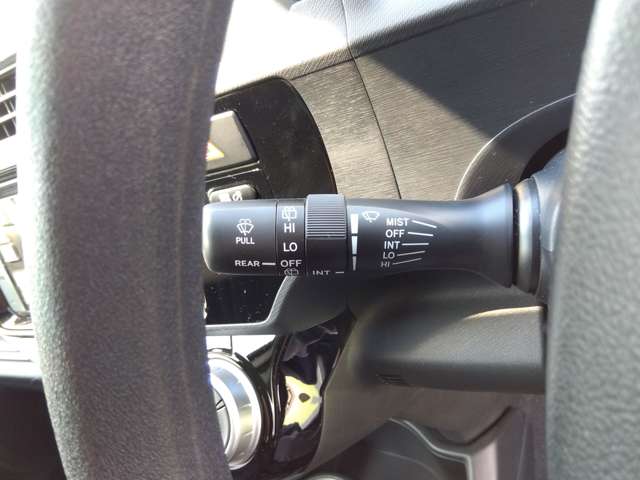 PULL
REAR
HI
LO
OFF
INT
MIST
OFF
INT
LO
HI